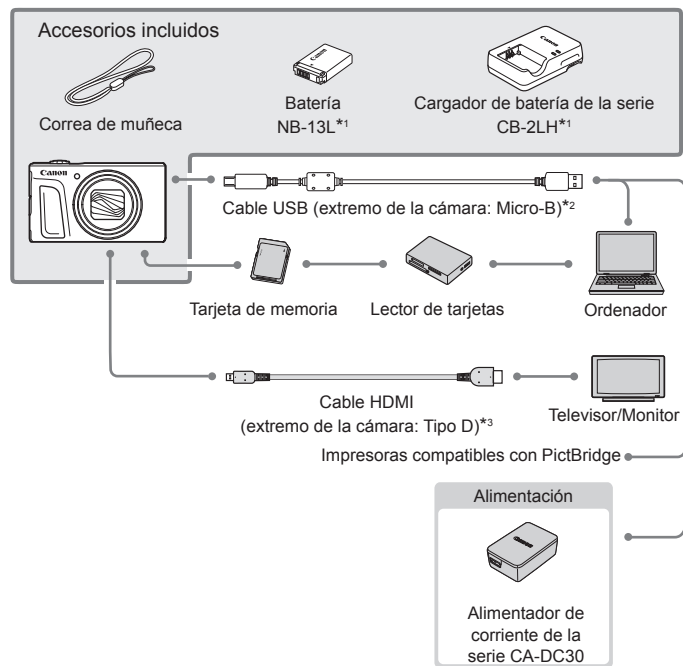 Accesorios incluidos
Correa de muñeca
Batería
NB-13L*1
Cargador de batería de la serie
CB-2LH*1
Canon
Cable USB (extremo de la cámara: Micro-B)*2
Tarjeta de memoria
Lector de tarjetas
Ordenador
Cable HDMI
(extremo de la cámara: Tipo D)*3
Televisor/Monitor
Impresoras compatibles con PictBridge
Alimentación
Canon
Alimentador de
corriente de la
serie CA-DC30